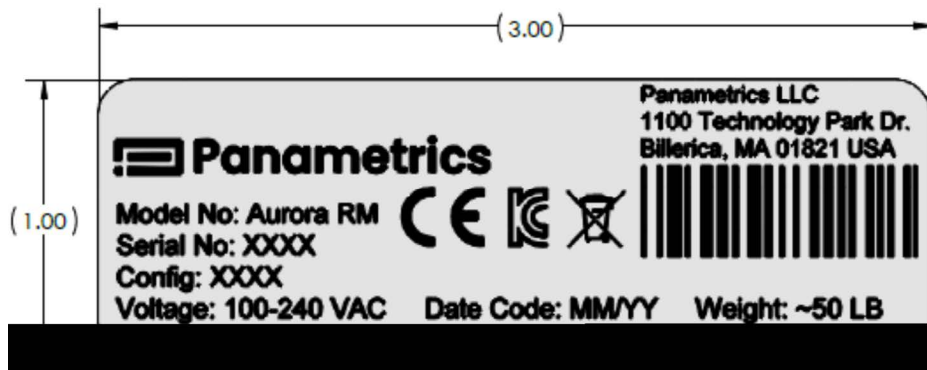 (3.00)
(1.00)
Panametrics
Panametrics LLC
1100 Technology Park Dr.
Billerica, MA 01821 USA
Model No: Aurora RM
Serial No: XXXX
Config: XXXX
Voltage: 100-240 VAC Date Code: MM/YY Weight: ~50 LB
CE